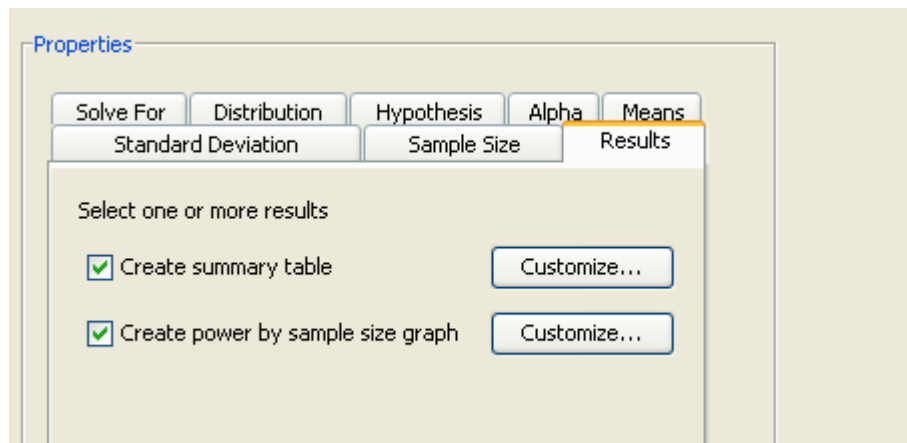 Properties
Solve For Distribution Hypothesis Alpha Means
Standard Deviation Sample Size Results
Select one or more results
Create summary table Customize...
Create power by sample size graph Customize...